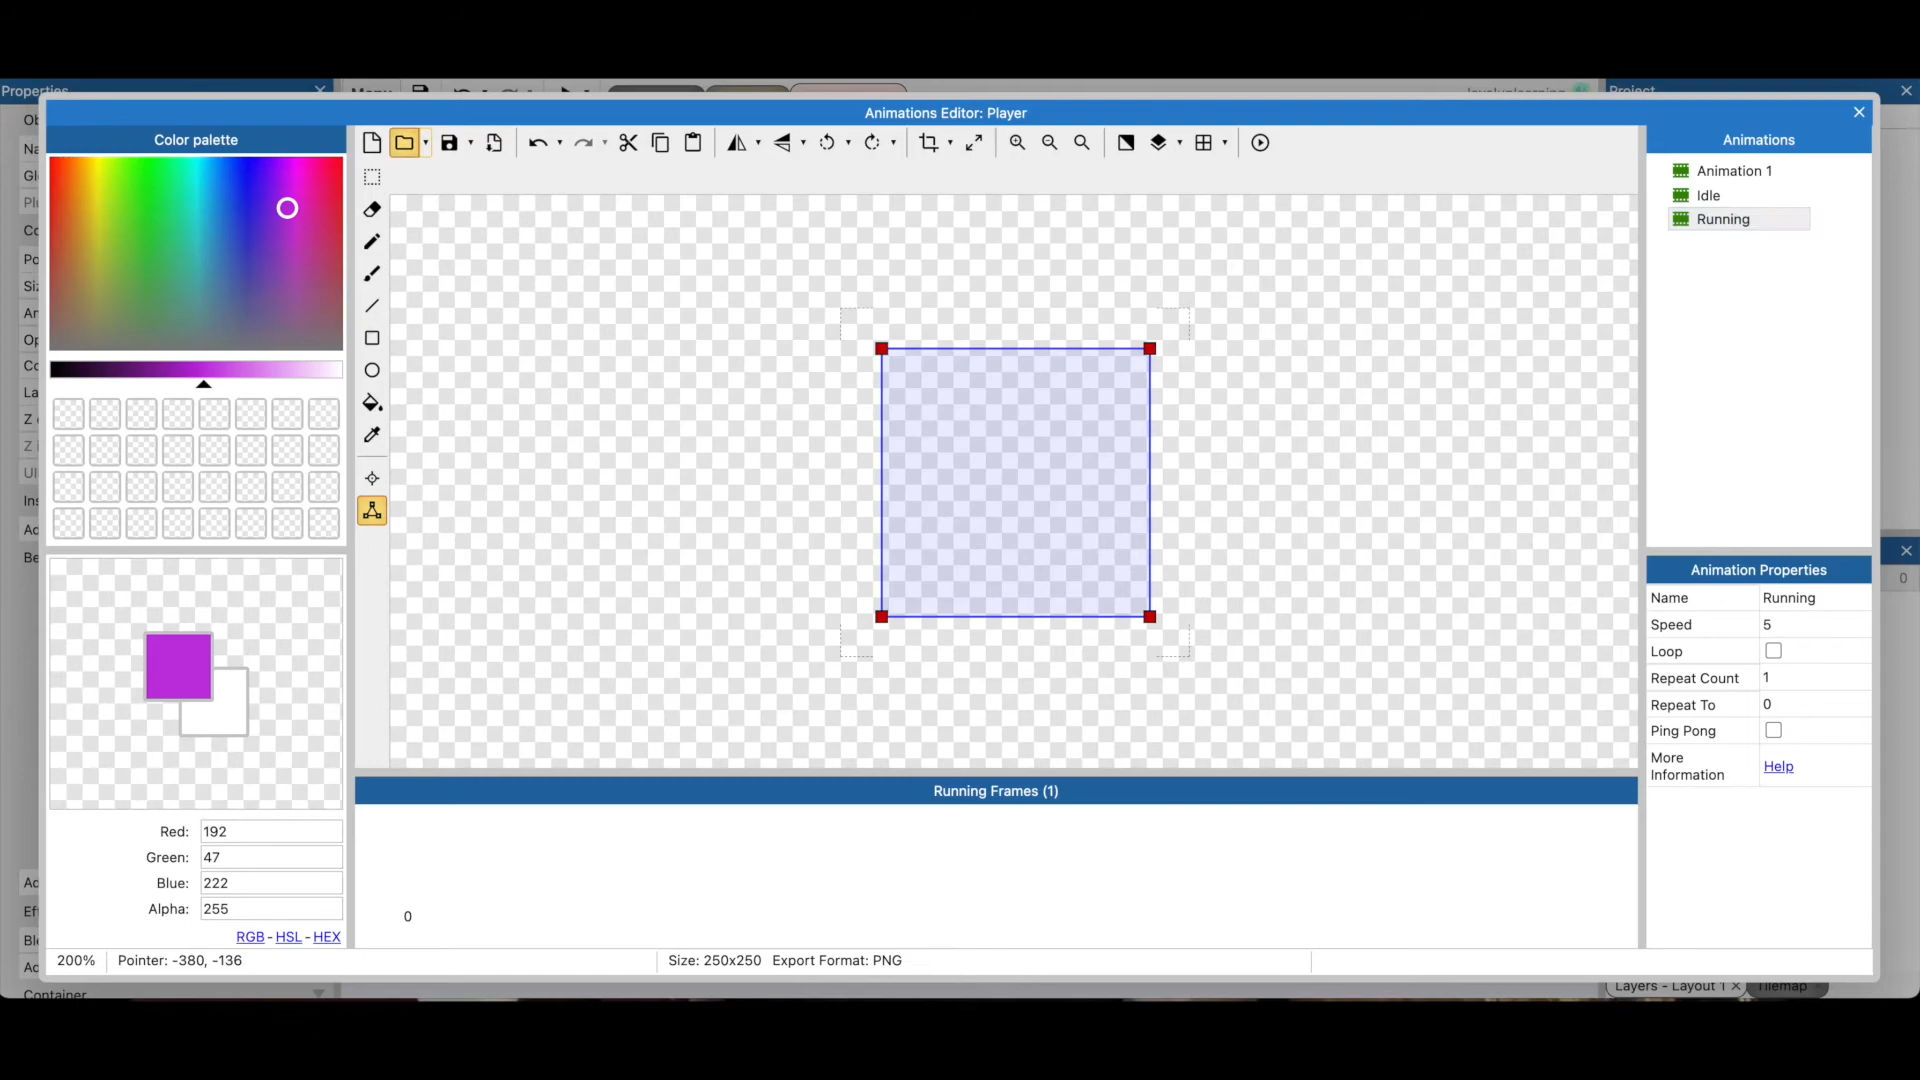 Properties
Menu
Project
Animations Editor: Player
Color palette
Animations
Animation 1
Idle
Running
Animation Properties
Name Running
Speed 5
Loop
Repeat Count 1
Repeat To 0
Ping Pong
More Information Help
Running Frames (1)
0
Red: 192
Green: 47
Blue: 222
Alpha: 255
RGB - HSL - HEX
200% Pointer: -380, -136 Size: 250x250 Export Format: PNG
Container
Layers - Layout 1
Tilemap
0